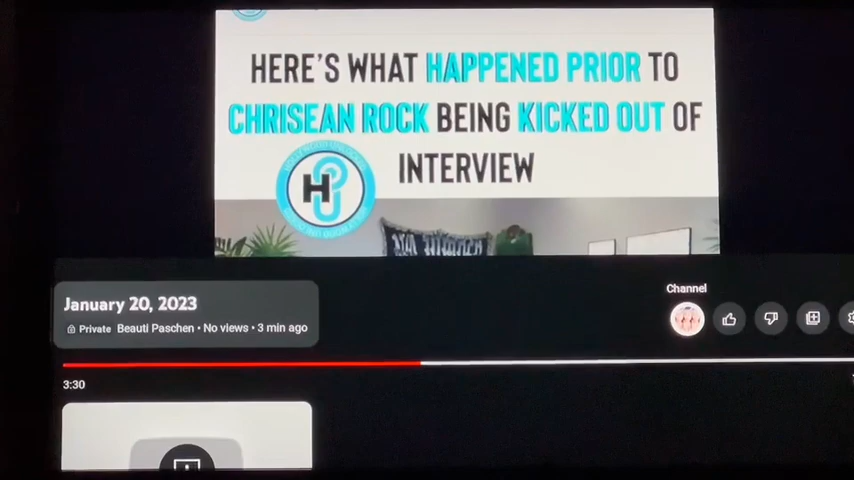 HERE'S WHAT HAPPENED PRIOR TO
CHRISEAN ROCK BEING KICKED OUT OF
INTERVIEW
HU
January 20, 2023
Private Beauti Paschen • No views • 3 min ago
Channel
3:30